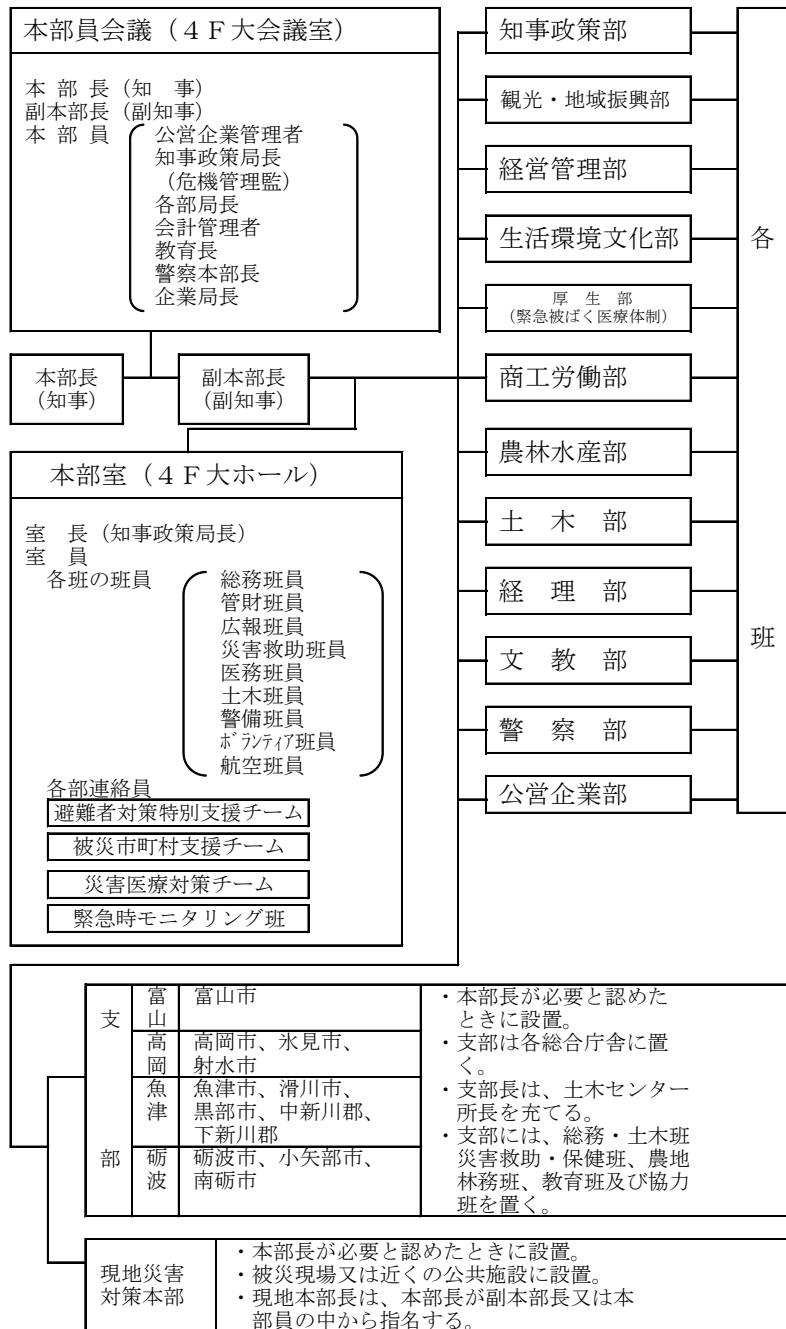 本部員会議（４Ｆ大会議室）
本 部 長（知　事）
副本部長（副知事）
本 部 員
公営企業管理者
知事政策局長
（危機管理監）
各部局長
会計管理者
教育長
警察本部長
企業局長
本部長
（知事）
副本部長
（副知事）
本部室（４Ｆ大ホール）
室　長（知事政策局長）
室　員
各班の班員
総務班員
管財班員
広報班員
災害救助班員
医務班員
土木班員
警備班員
ﾎﾞﾗﾝﾃｨｱ班員
航空班員
各部連絡員
避難者対策特別支援チーム
被災市町村支援チーム
災害医療対策チーム
緊急時モニタリング班
知事政策部
観光・地域振興部
経営管理部
生活環境文化部
厚　生　部
（緊急被ばく医療体制）
商工労働部
農林水産部
土　木　部
経　理　部
文　教　部
警　察　部
公営企業部
各
班
支
部
富
山
富山市
高
岡
高岡市、氷見市、
射水市
魚
津
魚津市、滑川市、
黒部市、中新川郡、
下新川郡
砺
波
砺波市、小矢部市、
南砺市
・本部長が必要と認めた
ときに設置。
・支部は各総合庁舎に置
く。
・支部長は、土木センター
所長を充てる。
・支部には、総務・土木班
災害救助・保健班、農地
林務班、教育班及び協力
班を置く。
現地災害
対策本部
・本部長が必要と認めたときに設置。
・被災現場又は近くの公共施設に設置。
・現地本部長は、本部長が副本部長又は本
部員の中から指名する。